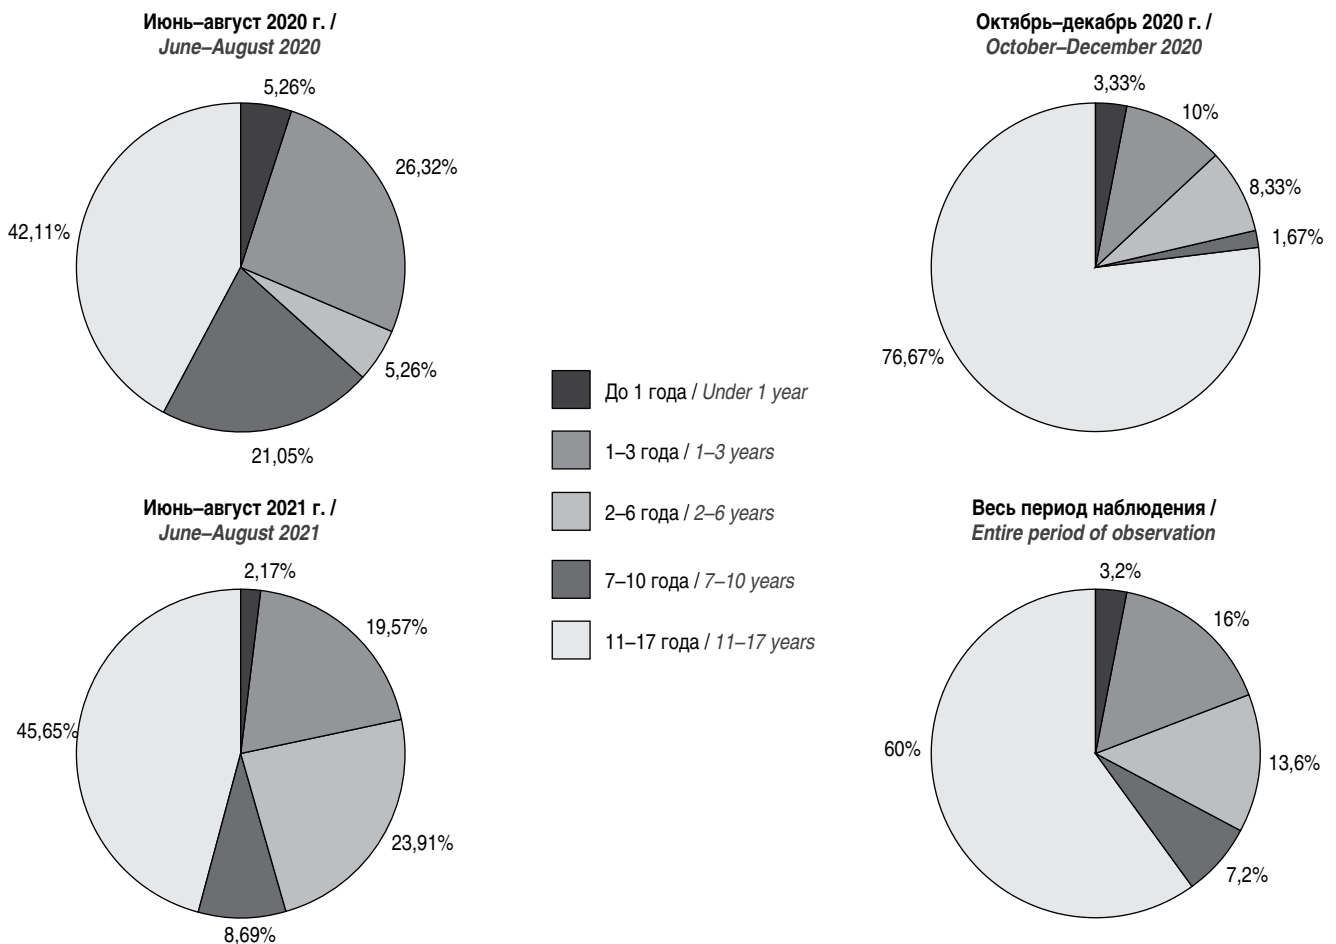 Июнь–август 2020 г. /
June–August 2020
5,26%
26,32%
42,11%
5,26%
21,05%
Октябрь–декабрь 2020 г. /
October–December 2020
3,33%
10%
8,33%
1,67%
76,67%
До 1 года / Under 1 year
1–3 года / 1–3 years
2–6 года / 2–6 years
7–10 года / 7–10 years
11–17 года / 11–17 years
Июнь–август 2021 г. /
June–August 2021
2,17%
19,57%
45,65%
23,91%
8,69%
Весь период наблюдения /
Entire period of observation
3,2%
16%
60%
13,6%
7,2%